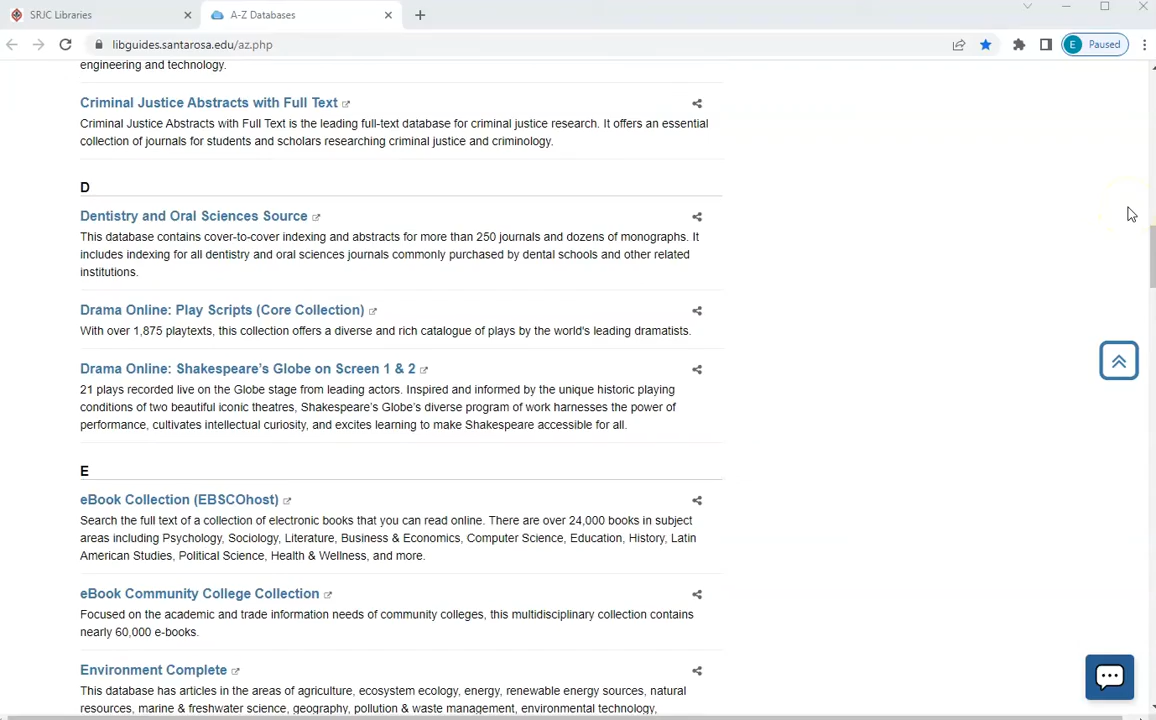 SRJC Libraries
A-Z Databases
libguides.santarosa.edu/az.php
E
Paused
engineering and technology.
Criminal Justice Abstracts with Full Text
Criminal Justice Abstracts with Full Text is the leading full-text database for criminal justice research. It offers an essential
collection of journals for students and scholars researching criminal justice and criminology.
D
Dentistry and Oral Sciences Source
This database contains cover-to-cover indexing and abstracts for more than 250 journals and dozens of monographs. It
includes indexing for all dentistry and oral sciences journals commonly purchased by dental schools and other related
institutions.
Drama Online: Play Scripts (Core Collection)
With over 1,875 playtexts, this collection offers a diverse and rich catalogue of plays by the world's leading dramatists.
Drama Online: Shakespeare’s Globe on Screen 1 & 2
21 plays recorded live on the Globe stage from leading actors. Inspired and informed by the unique historic playing
conditions of two beautiful iconic theatres, Shakespeare’s Globe’s diverse program of work harnesses the power of
performance, cultivates intellectual curiosity, and excites learning to make Shakespeare accessible for all.
E
eBook Collection (EBSCOhost)
Search the full text of a collection of electronic books that you can read online. There are over 24,000 books in subject
areas including Psychology, Sociology, Literature, Business & Economics, Computer Science, Education, History, Latin
American Studies, Political Science, Health & Wellness, and more.
eBook Community College Collection
Focused on the academic and trade information needs of community colleges, this multidisciplinary collection contains
nearly 60,000 e-books.
Environment Complete
This database has articles in the areas of agriculture, ecosystem ecology, energy, renewable energy sources, natural
resources, marine & freshwater science, geography, pollution & waste management, environmental technology,